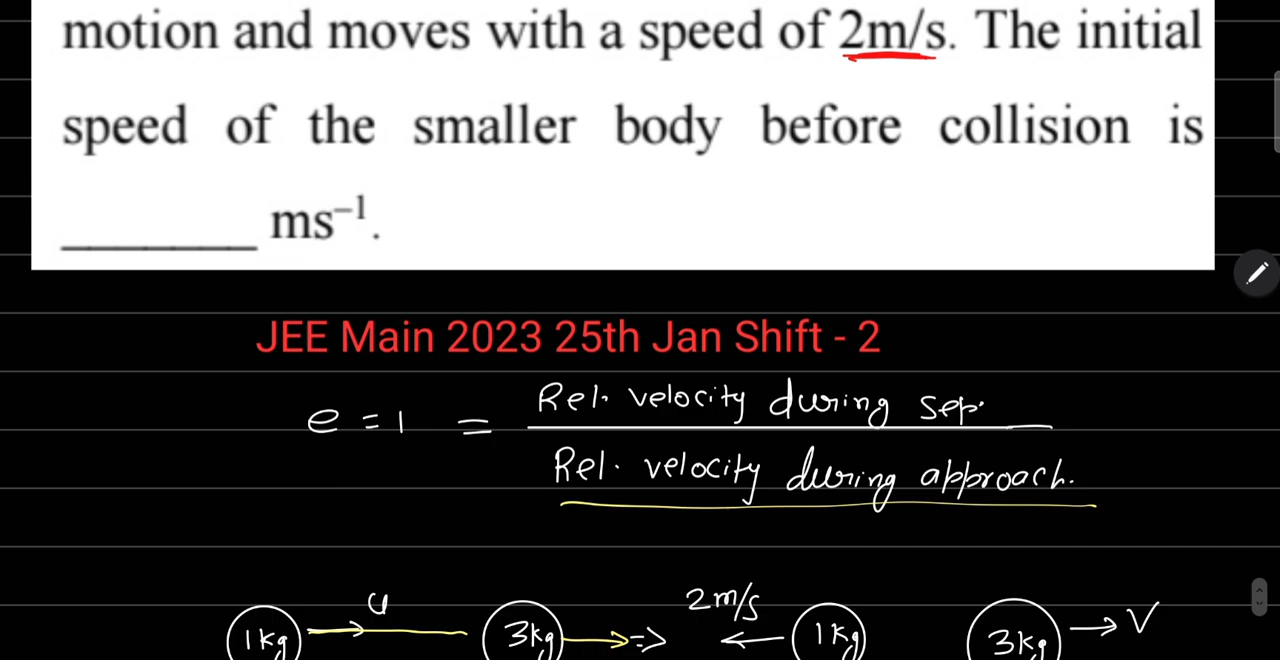 motion and moves with a speed of 2m/s. The initial
speed of the smaller body before collision is
_______ ms⁻¹.
JEE Main 2023 25th Jan Shift - 2
e = 1 = Rel. velocity during sep.
Rel. velocity during approach.
u 2m/s
1kg 3kg ⇒ 1kg 3kg → V